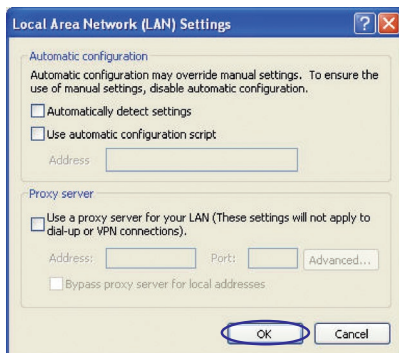 Local Area Network (LAN) Settings
Automatic configuration
Automatic configuration may override manual settings. To ensure the
use of manual settings, disable automatic configuration.
Automatically detect settings
Use automatic configuration script
Address
Proxy server
Use a proxy server for your LAN (These settings will not apply to
dial-up or VPN connections).
Address: Port: Advanced...
Bypass proxy server for local addresses
OK Cancel